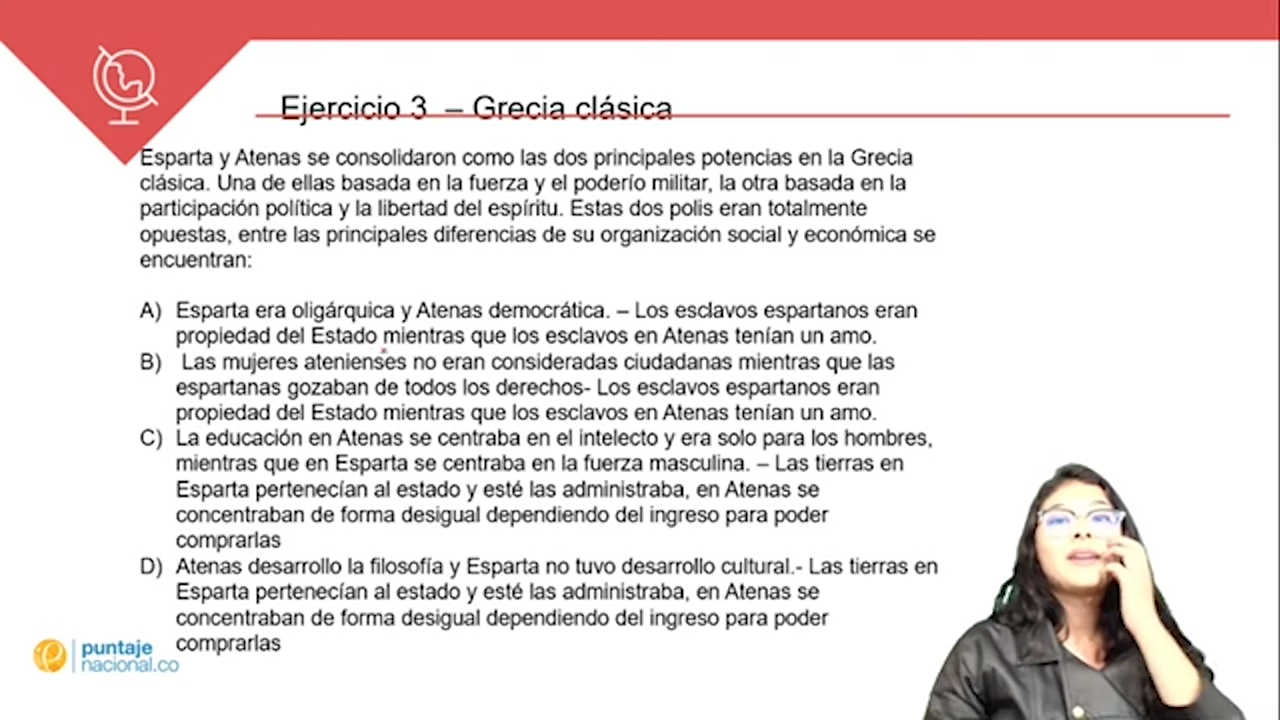 Ejercicio 3 – Grecia clásica
Esparta y Atenas se consolidaron como las dos principales potencias en la Grecia
clásica. Una de ellas basada en la fuerza y el poderío militar, la otra basada en la
participación política y la libertad del espíritu. Estas dos polis eran totalmente
opuestas, entre las principales diferencias de su organización social y económica se
encuentran:
A) Esparta era oligárquica y Atenas democrática. – Los esclavos espartanos eran
propiedad del Estado mientras que los esclavos en Atenas tenían un amo.
B) Las mujeres atenienses no eran consideradas ciudadanas mientras que las
espartanas gozaban de todos los derechos- Los esclavos espartanos eran
propiedad del Estado mientras que los esclavos en Atenas tenían un amo.
C) La educación en Atenas se centraba en el intelecto y era solo para los hombres,
mientras que en Esparta se centraba en la fuerza masculina. – Las tierras en
Esparta pertenecían al estado y esté las administraba, en Atenas se
concentraban de forma desigual dependiendo del ingreso para poder
comprarlas
D) Atenas desarrollo la filosofía y Esparta no tuvo desarrollo cultural.- Las tierras en
Esparta pertenecían al estado y esté las administraba, en Atenas se
concentraban de forma desigual dependiendo del ingreso para poder
comprarlas
puntaje
nacional.co